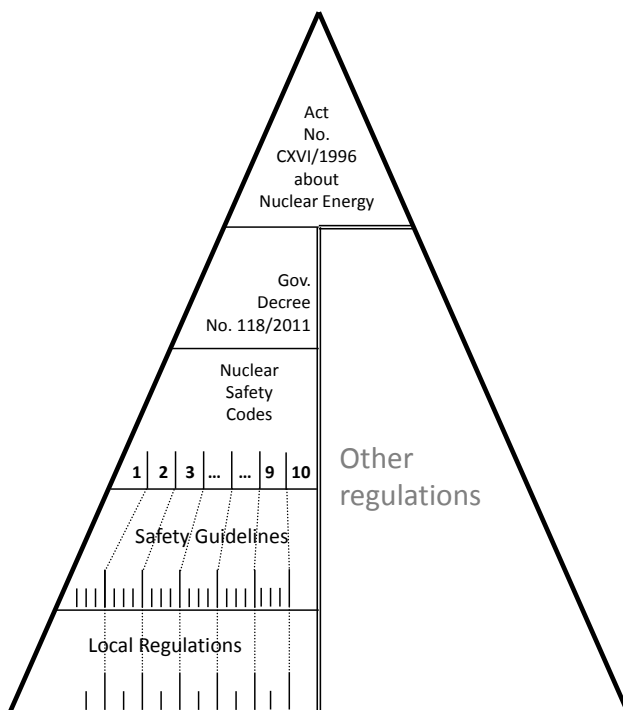 Act
No.
CXVI/1996
about
Nuclear Energy
Gov.
Decree
No. 118/2011
Nuclear
Safety
Codes
1 2 3 ... ... 9 10
Other
regulations
Safety Guidelines
Local Regulations